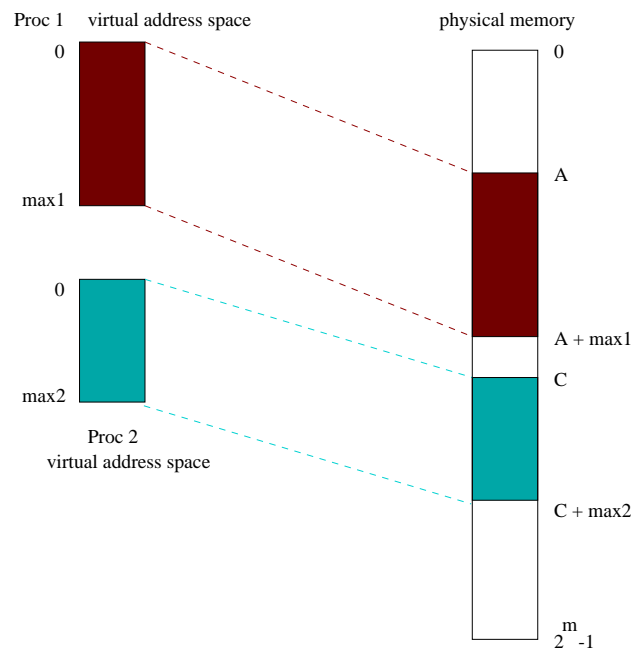 Proc 1 virtual address space
physical memory
0
0
A
max1
0
A + max1
C
max2
Proc 2
virtual address space
C + max2
m
2 -1